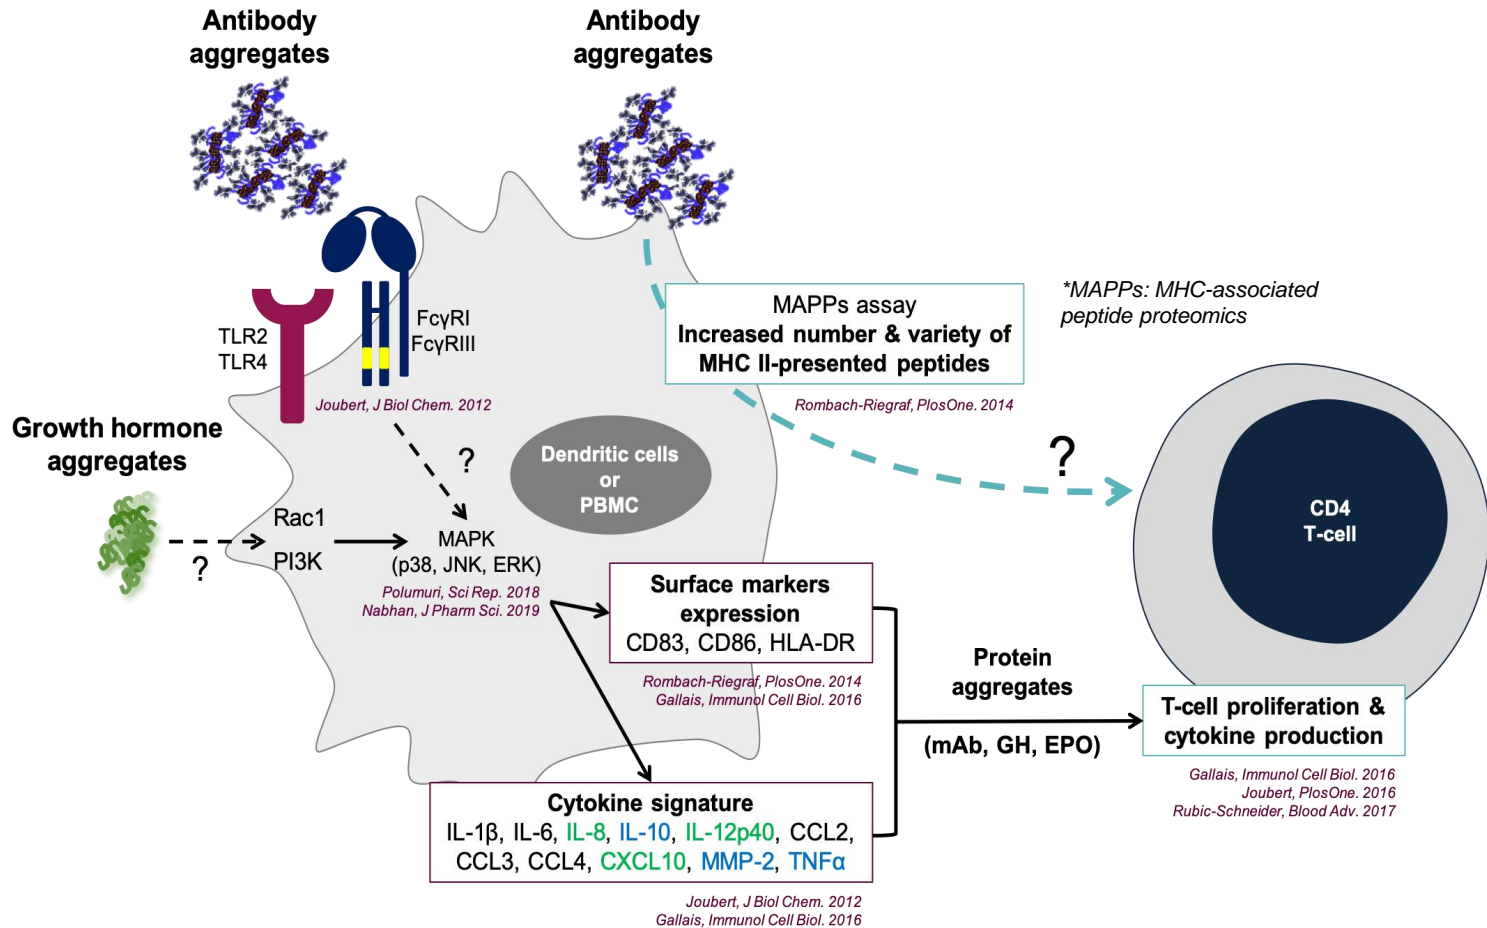 Antibody
aggregates
Antibody
aggregates
TLR2
TLR4
FcγRI
FcγRIII
Joubert, J Biol Chem. 2012
MAPPs assay
Increased number & variety of
MHC II-presented peptides
Rombach-Riegraf, PlosOne. 2014
*MAPPs: MHC-associated
peptide proteomics
Growth hormone
aggregates
?
Rac1
PI3K
?
MAPK
(p38, JNK, ERK)
Polumuri, Sci Rep. 2018
Nabhan, J Pharm Sci. 2019
Dendritic cells
or
PBMC
?
CD4
T-cell
Surface markers
expression
CD83, CD86, HLA-DR
Rombach-Riegraf, PlosOne. 2014
Gallais, Immunol Cell Biol. 2016
Protein
aggregates
(mAb, GH, EPO)
T-cell proliferation &
cytokine production
Gallais, Immunol Cell Biol. 2016
Joubert, PlosOne. 2016
Rubic-Schneider, Blood Adv. 2017
Cytokine signature
IL-1β, IL-6, IL-8, IL-10, IL-12p40, CCL2,
CCL3, CCL4, CXCL10, MMP-2, TNFα
Joubert, J Biol Chem. 2012
Gallais, Immunol Cell Biol. 2016